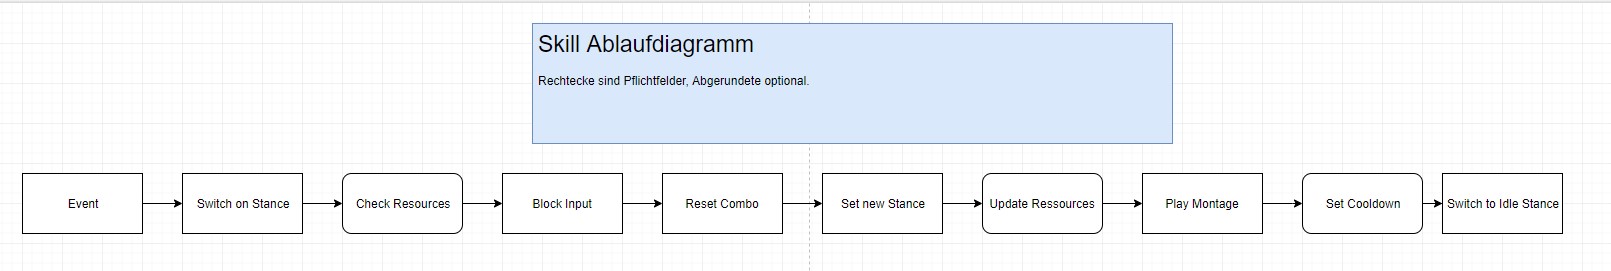 Skill Ablaufdiagramm
Rechtecke sind Pflichtfelder, Abgerundete optional.
Event
Switch on Stance
Check Resources
Block Input
Reset Combo
Set new Stance
Update Ressources
Play Montage
Set Cooldown
Switch to Idle Stance